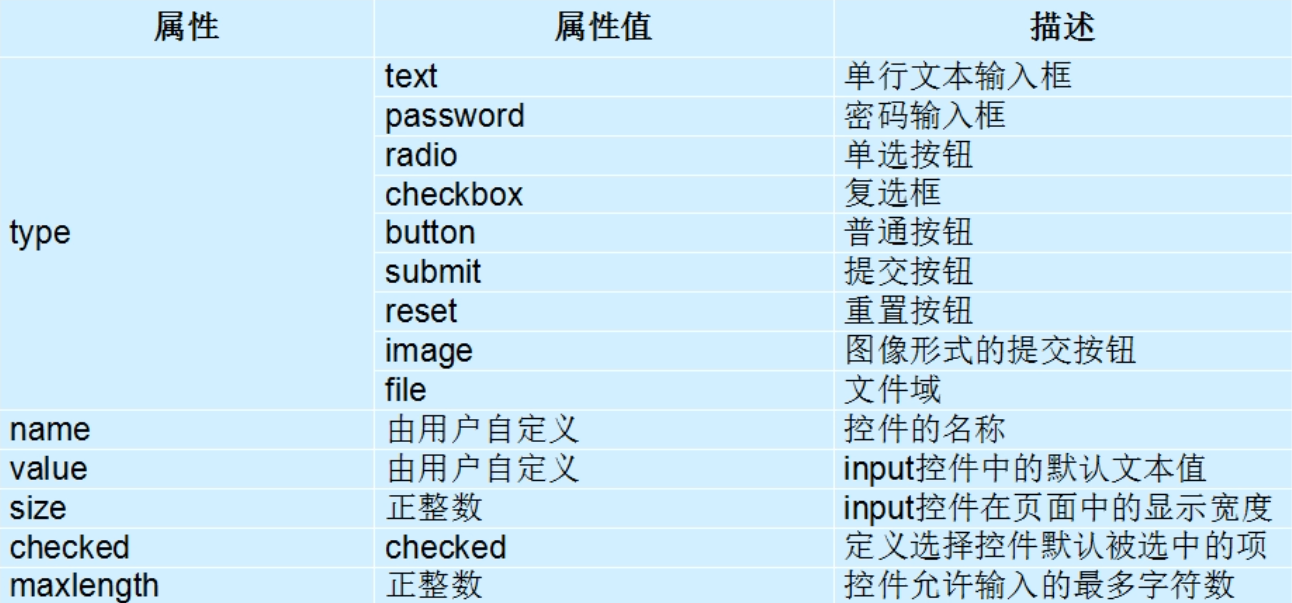 属性 属性值 描述
text 单行文本输入框
password 密码输入框
radio 单选按钮
checkbox 复选框
type button 普通按钮
submit 提交按钮
reset 重置按钮
image 图像形式的提交按钮
file 文件域
name 由用户自定义 控件的名称
value 由用户自定义 input控件中的默认文本值
size 正整数 input控件在页面中的显示宽度
checked checked 定义选择控件默认被选中的项
maxlength 正整数 控件允许输入的最多字符数